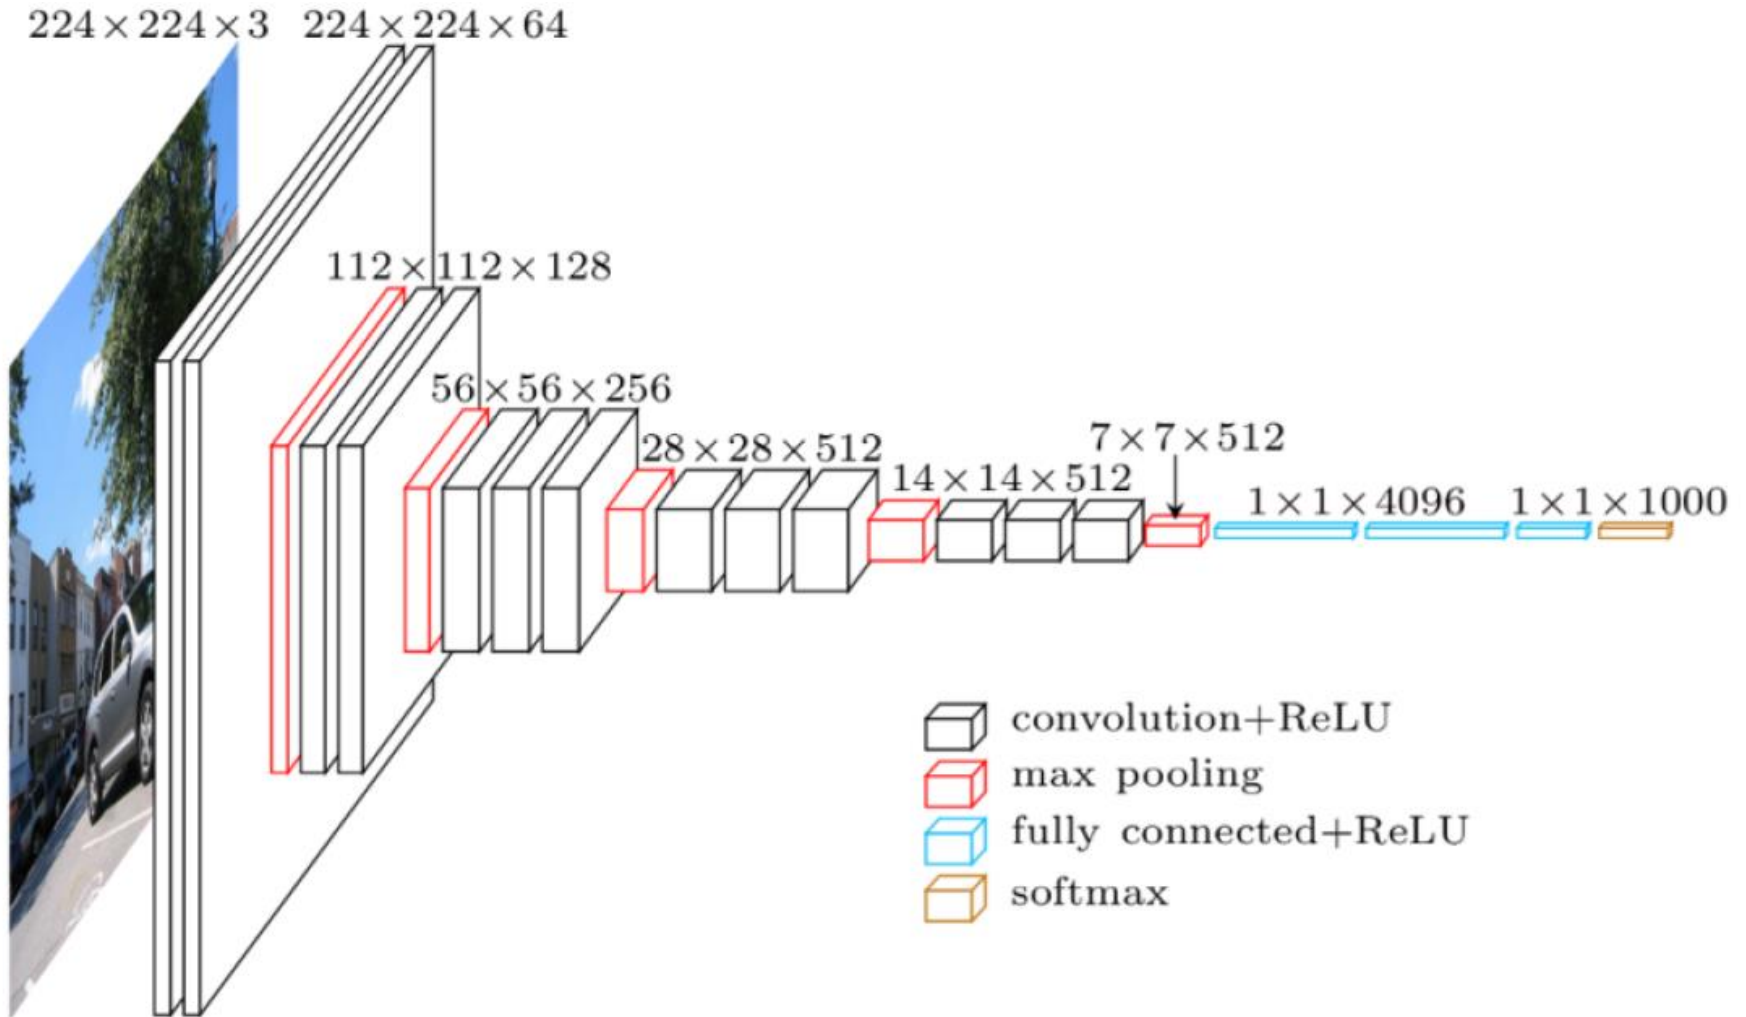 224×224×3
224×224×64
112×112×128
56×56×256
28×28×512
14×14×512
7×7×512
1×1×4096
1×1×1000
convolution+ReLU
max pooling
fully connected+ReLU
softmax